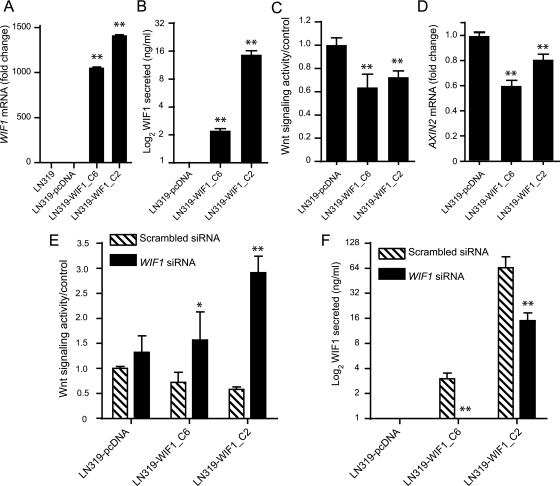 A
WIF1 mRNA (fold change)
1500
1000
500
0
**
**
LN319
LN319-pcDNA
LN319-WIF1_C6
LN319-WIF1_C2
B
Log2 WIF1 secreted (ng/ml)
32
16
8
4
2
1
**
**
LN319-pcDNA
LN319-WIF1_C6
LN319-WIF1_C2
C
Wnt signaling activity/control
1.2
1.0
0.8
0.6
0.4
0.2
0.0
**
**
LN319-pcDNA
LN319-WIF1_C6
LN319-WIF1_C2
D
AXIN2 mRNA (fold change)
1.0
0.8
0.6
0.4
0.2
0.0
**
**
LN319-pcDNA
LN319-WIF1_C6
LN319-WIF1_C2
E
Scrambled siRNA
WIF1 siRNA
Wnt signaling activity/control
3.5
3.0
2.5
2.0
1.5
1.0
0.5
0.0
*
**
LN319-pcDNA
LN319-WIF1_C6
LN319-WIF1_C2
F
Scrambled siRNA
WIF1 siRNA
Log2 WIF1 secreted (ng/ml)
128
64
32
16
8
4
2
1
**
**
LN319-pcDNA
LN319-WIF1_C6
LN319-WIF1_C2